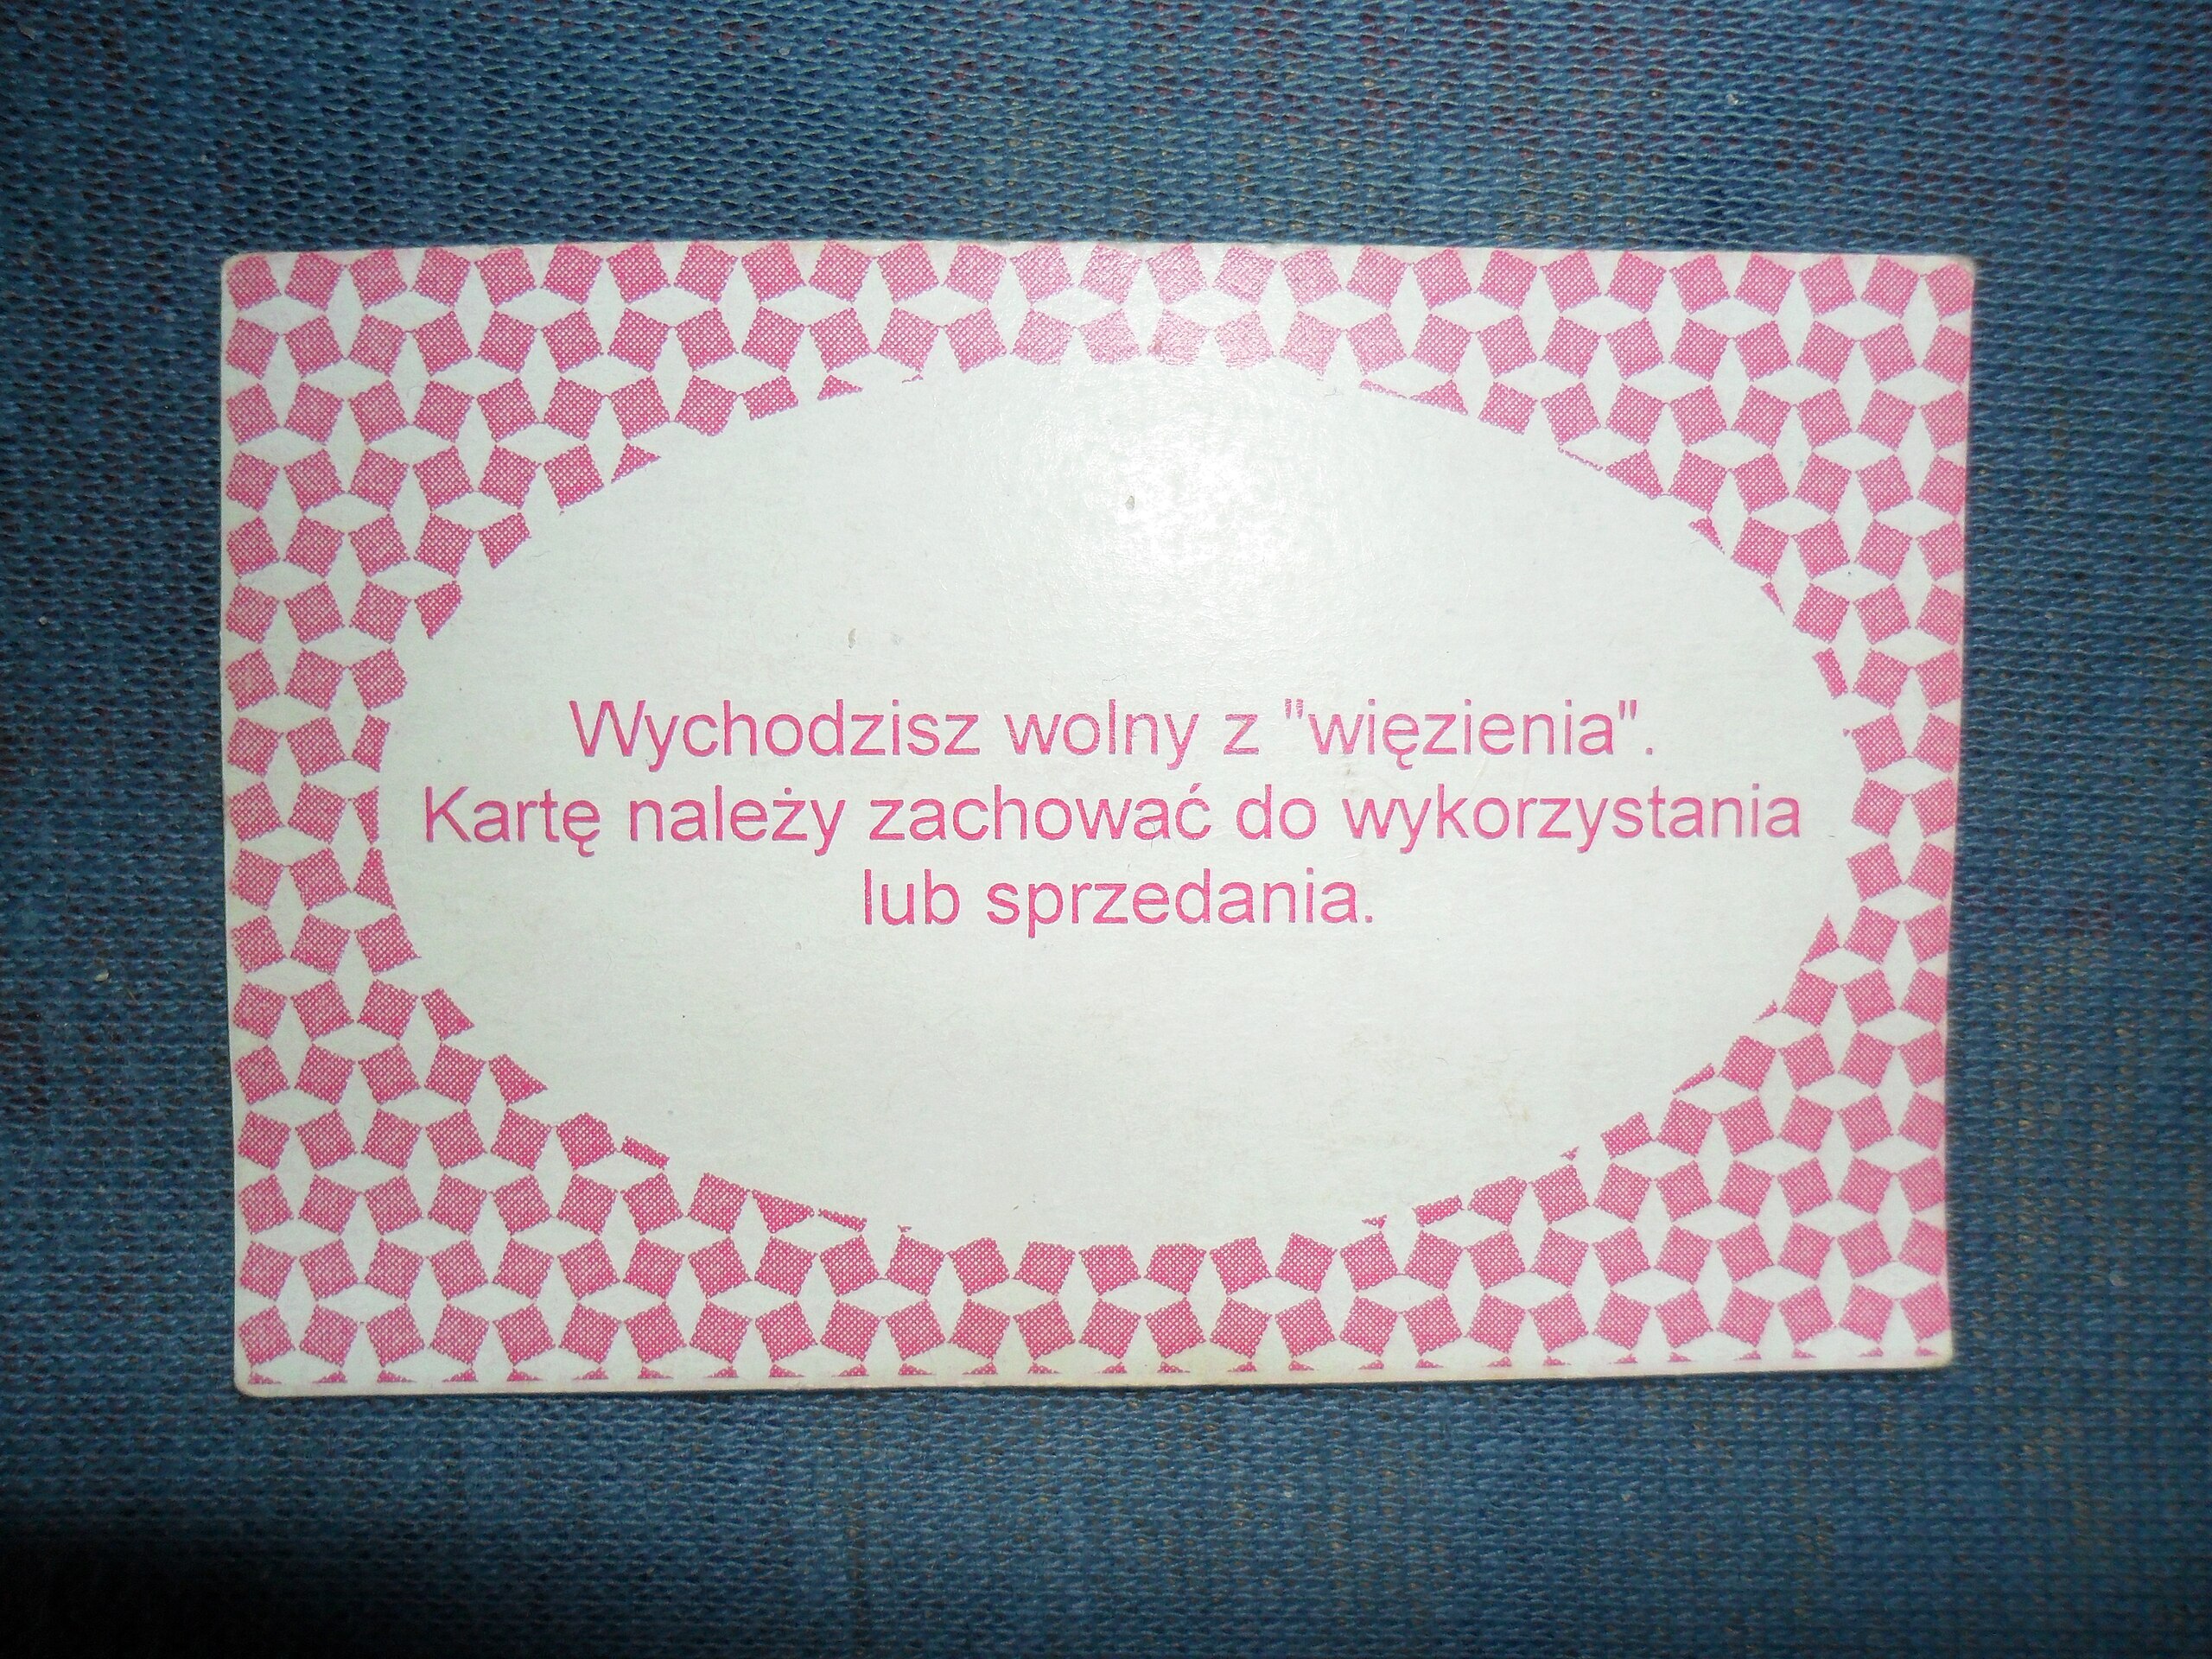 Wychodzisz wolny z "więzienia".
Kartę należy zachować do wykorzystania
lub sprzedania.